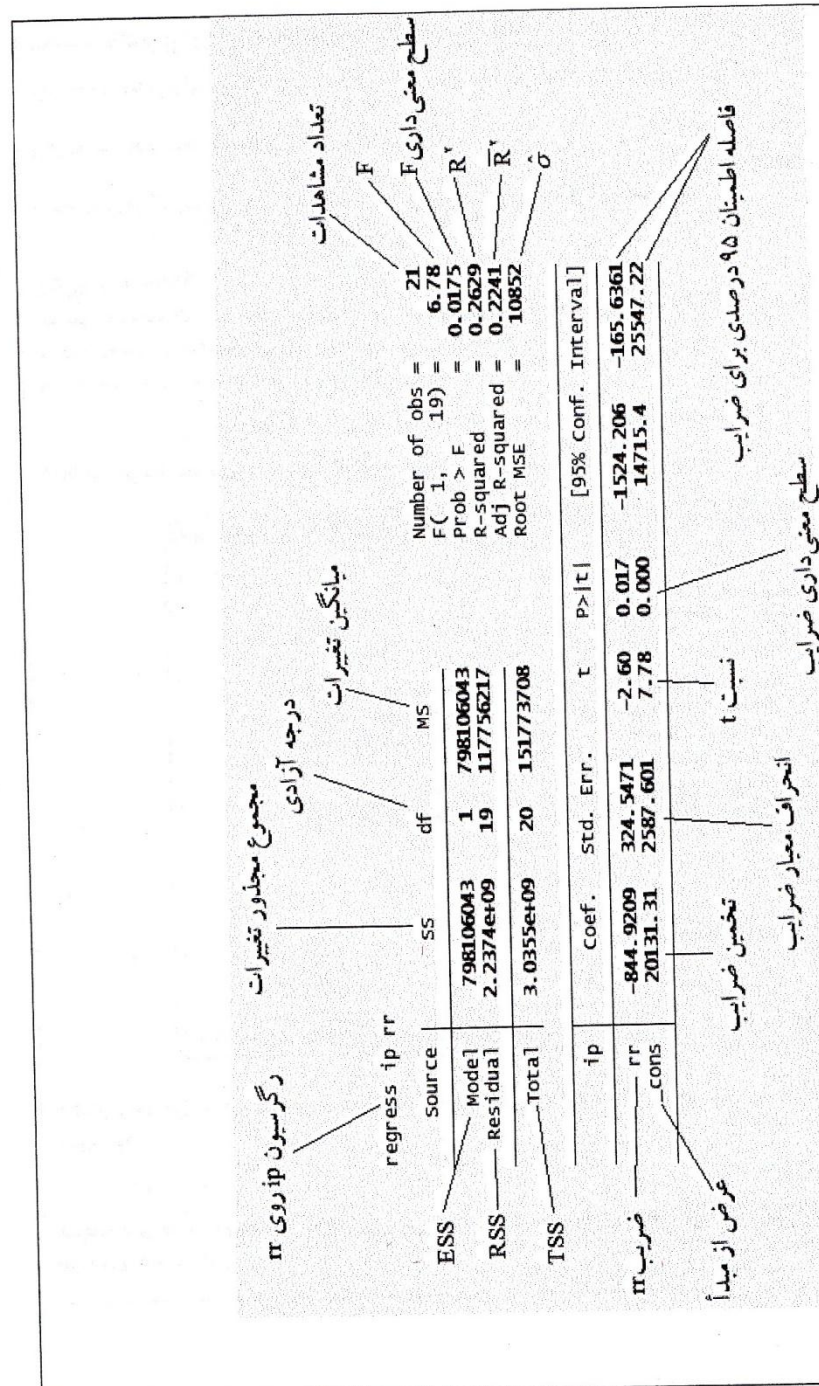 رگرسیون ip روی rr
مجموع مجذور تغییرات
درجه آزادی
میانگین تغییرات
تعداد مشاهدات
F
سطح معنی‌داری F
R²
R̄²
σ̂
regress ip rr
Source SS df MS
Model 798106043 1 798106043
Residual 2.2374e+09 19 117756217
Total 3.0355e+09 20 151773708
Number of obs = 21
F( 1, 19) = 6.78
Prob > F = 0.0175
R-squared = 0.2629
Adj R-squared = 0.2241
Root MSE = 10852
ESS
RSS
TSS
ip Coef. Std. Err. t P>|t| [95% Conf. Interval]
rr -844.9209 324.5471 -2.60 0.017 -1524.206 -165.6361
_cons 20131.31 2587.601 7.78 0.000 14715.4 25547.22
ضریب rr
عرض از مبدأ
تخمین ضرایب
انحراف معیار ضرایب
نسبت t
سطح معنی‌داری ضرایب
فاصله اطمینان ۹۵ درصدی برای ضرایب